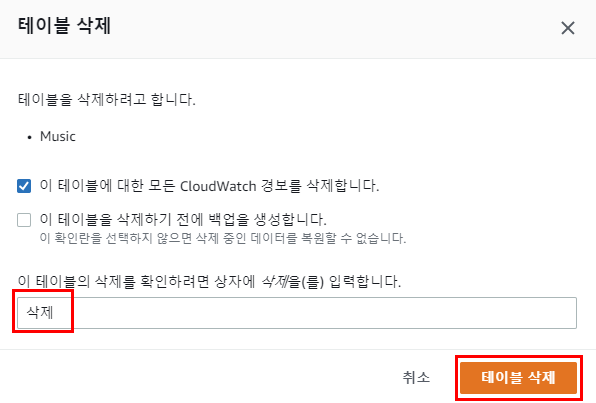 테이블 삭제
테이블을 삭제하려고 합니다.
• Music
이 테이블에 대한 모든 CloudWatch 경보를 삭제합니다.
이 테이블을 삭제하기 전에 백업을 생성합니다.
이 확인란을 선택하지 않으면 삭제 중인 데이터를 복원할 수 없습니다.
이 테이블의 삭제를 확인하려면 상자에 삭제을(를) 입력합니다.
삭제
취소 테이블 삭제